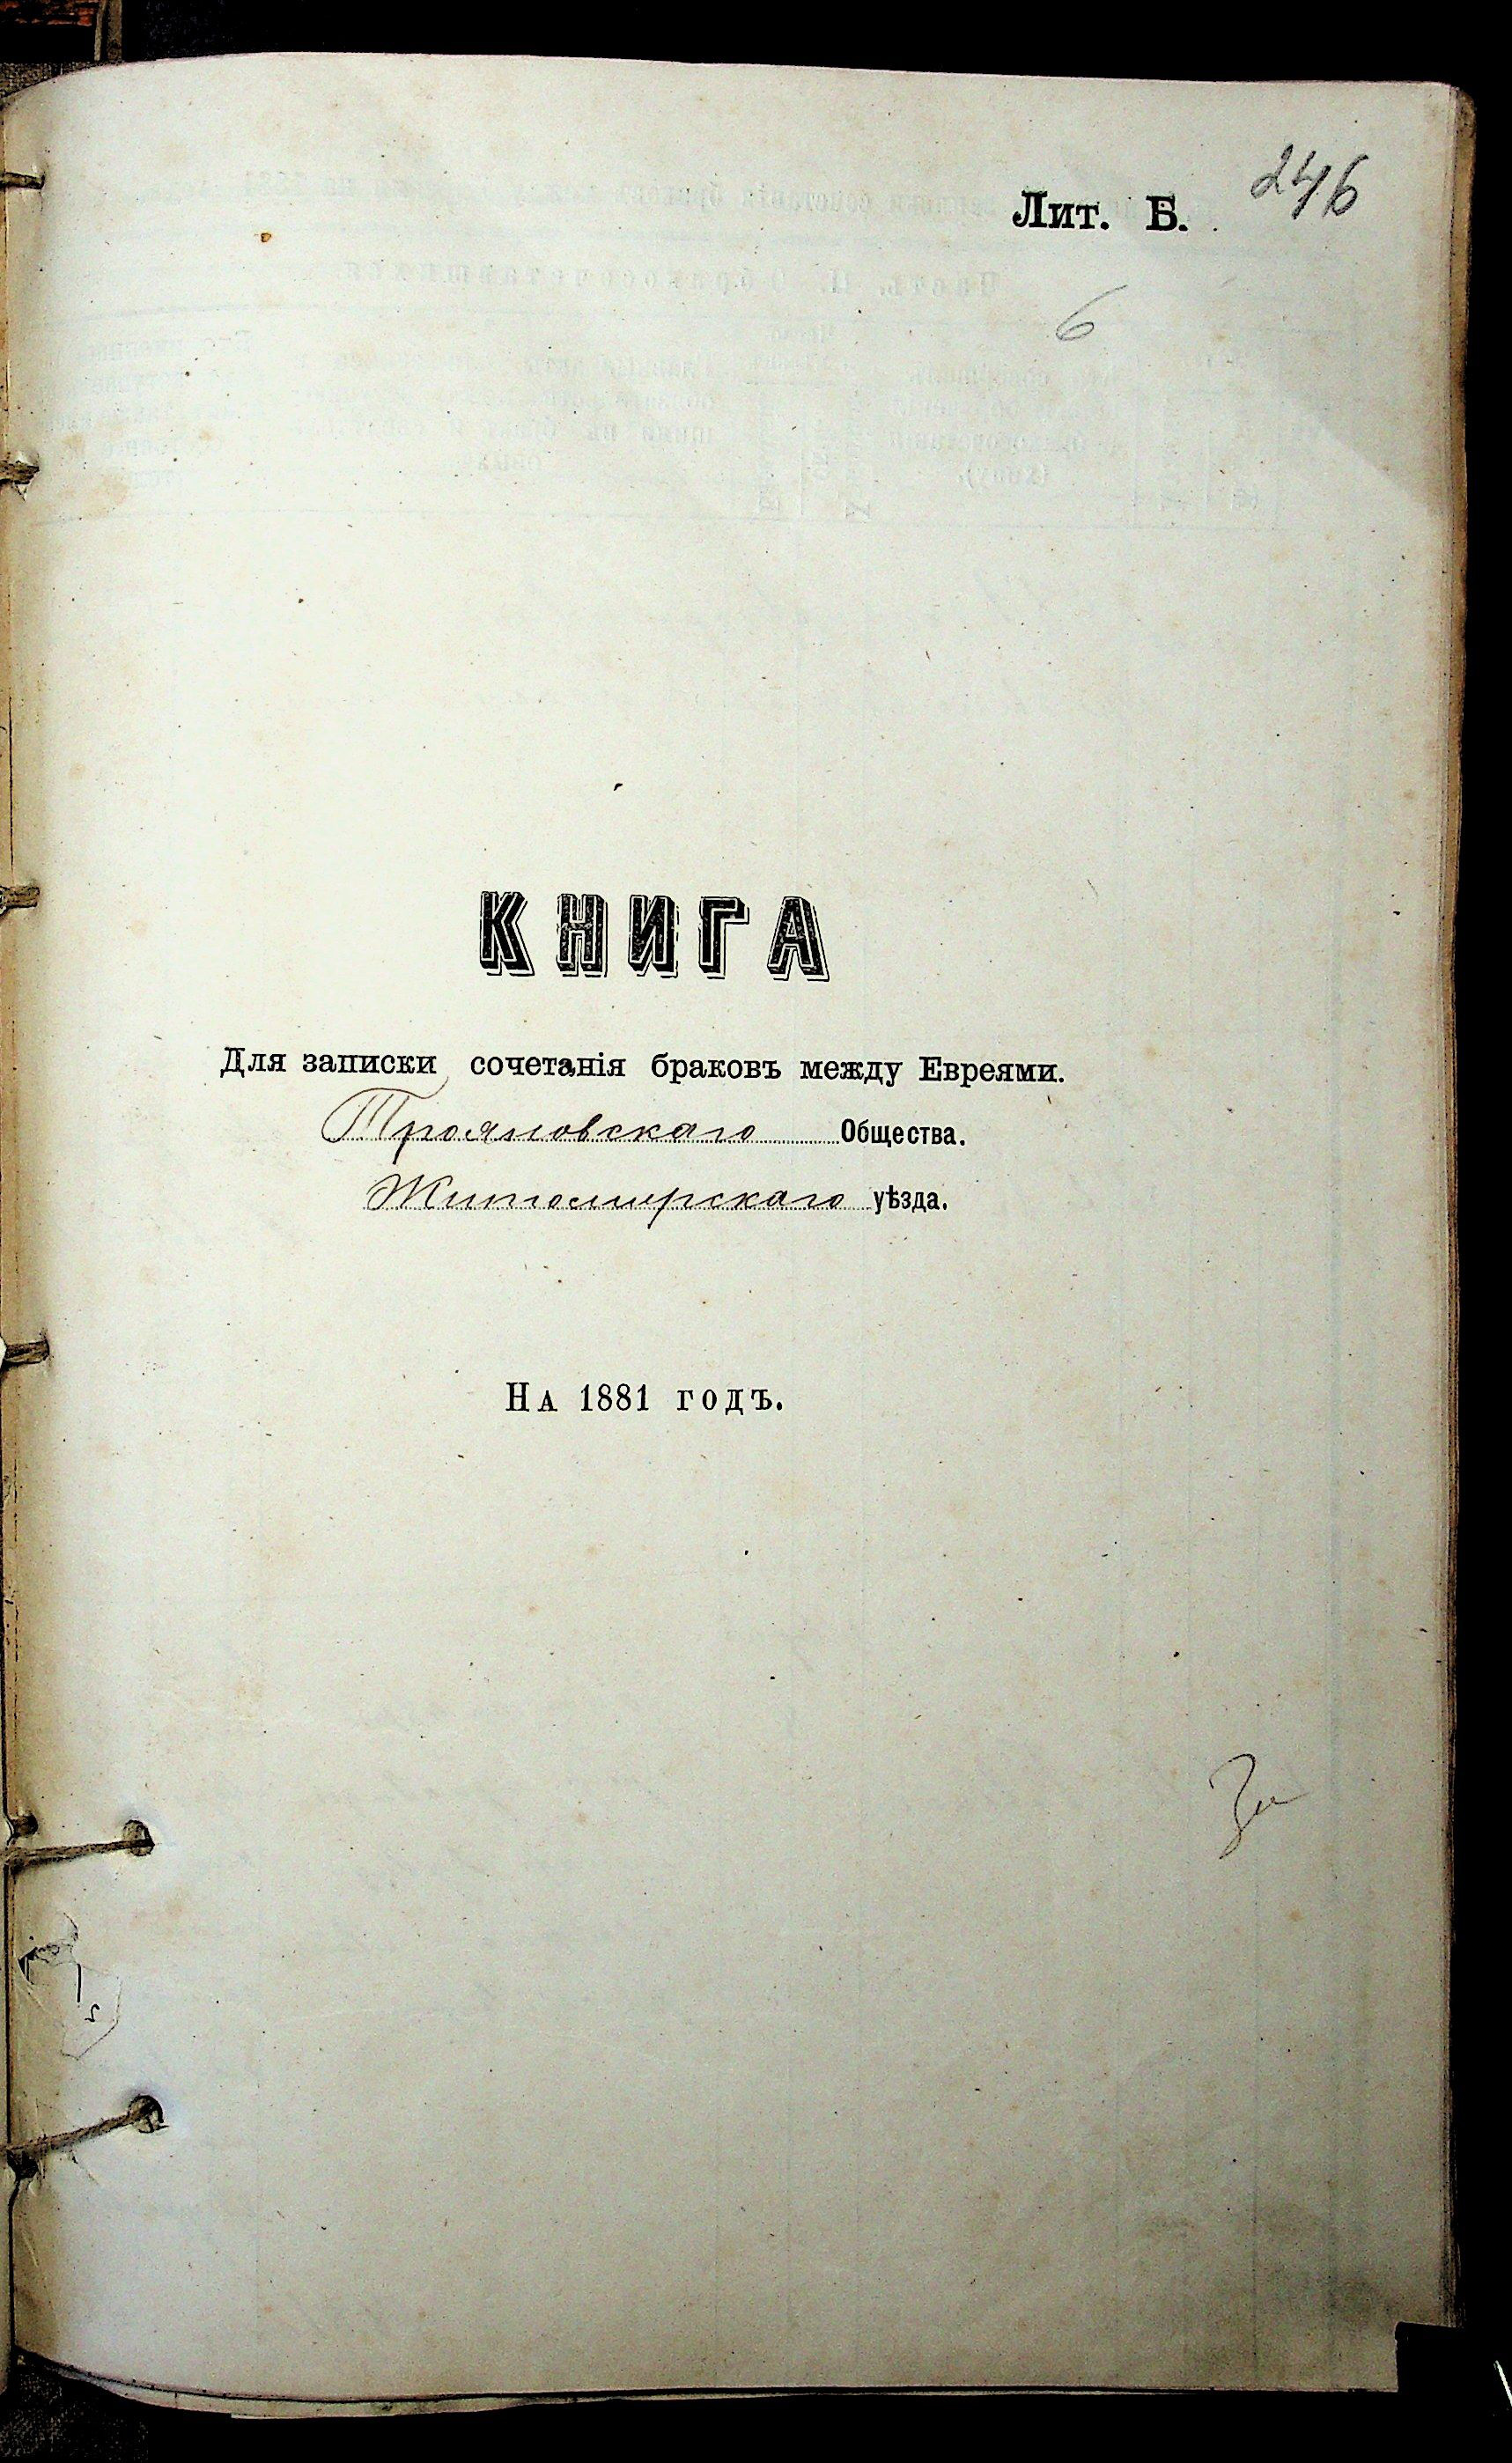 246
Лит. Б.
6
КНИГА
Для записки сочетанія браковъ между Евреями.
Трояновскаго Общества.
Житомирскаго уѣзда.
На 1881 годъ.